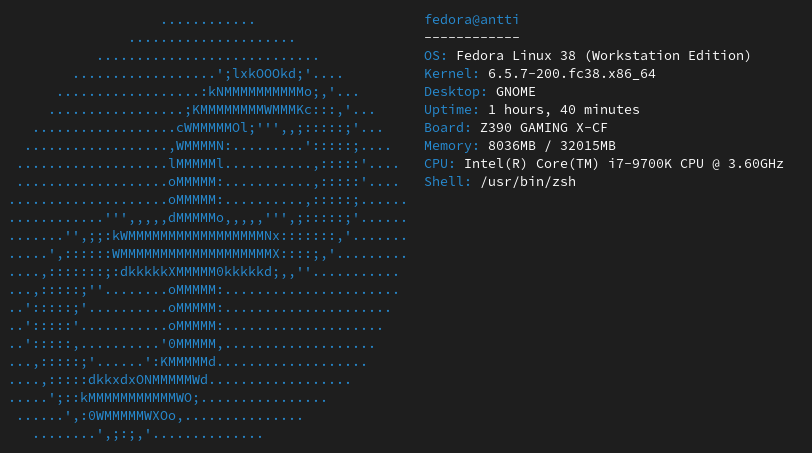 fedora@antti
------------
OS: Fedora Linux 38 (Workstation Edition)
Kernel: 6.5.7-200.fc38.x86_64
Desktop: GNOME
Uptime: 1 hours, 40 minutes
Board: Z390 GAMING X-CF
Memory: 8036MB / 32015MB
CPU: Intel(R) Core(TM) i7-9700K CPU @ 3.60GHz
Shell: /usr/bin/zsh